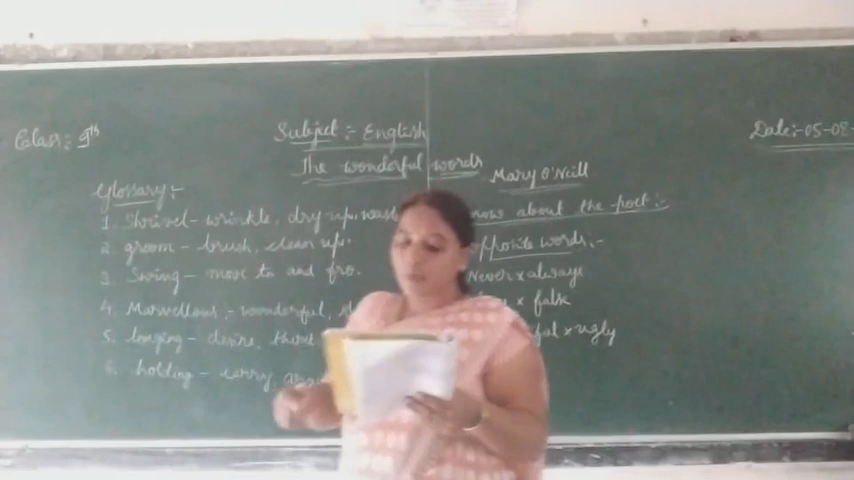 Class:- 9th
Subject :- English
Date:- 05-08-
The wonderful words
Mary O'Neill
Glossary :-
1. Shrivel - wrinkle, dry up, wash
now about the poet :-
2. groom - brush, clean up.
opposite words :-
3. Swing - move to and fro.
Never x always
4. Marvellous - wonderful,
x false
5. longing - desire,
x ugly
6. holding - carry,